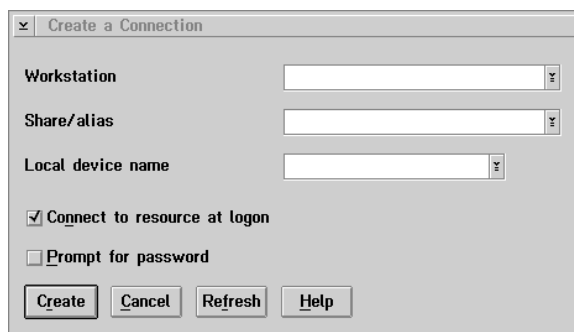 Create a Connection
Workstation
Share/alias
Local device name
Connect to resource at logon
Prompt for password
Create Cancel Refresh Help